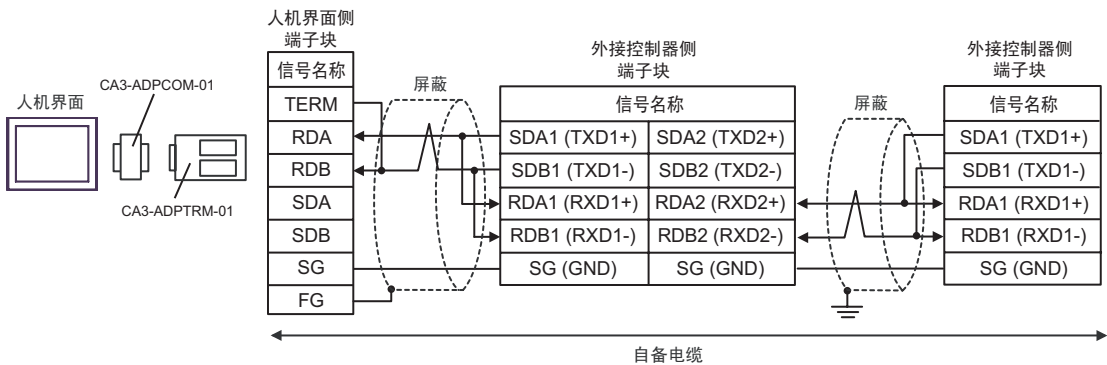 人机界面
CA3-ADPCOM-01
CA3-ADPTRM-01
人机界面侧
端子块
信号名称
TERM
RDA
RDB
SDA
SDB
SG
FG
屏蔽
外接控制器侧
端子块
信号名称
SDA1 (TXD1+) SDA2 (TXD2+)
SDB1 (TXD1-) SDB2 (TXD2-)
RDA1 (RXD1+) RDA2 (RXD2+)
RDB1 (RXD1-) RDB2 (RXD2-)
SG (GND) SG (GND)
屏蔽
外接控制器侧
端子块
信号名称
SDA1 (TXD1+)
SDB1 (TXD1-)
RDA1 (RXD1+)
RDB1 (RXD1-)
SG (GND)
自备电缆